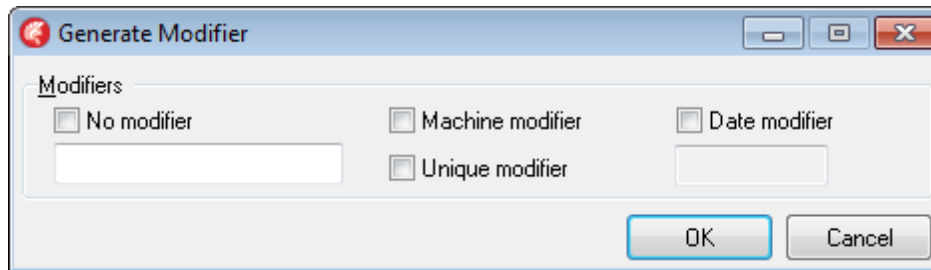 Generate Modifier
Modifiers
No modifier
Machine modifier
Date modifier
Unique modifier
OK
Cancel